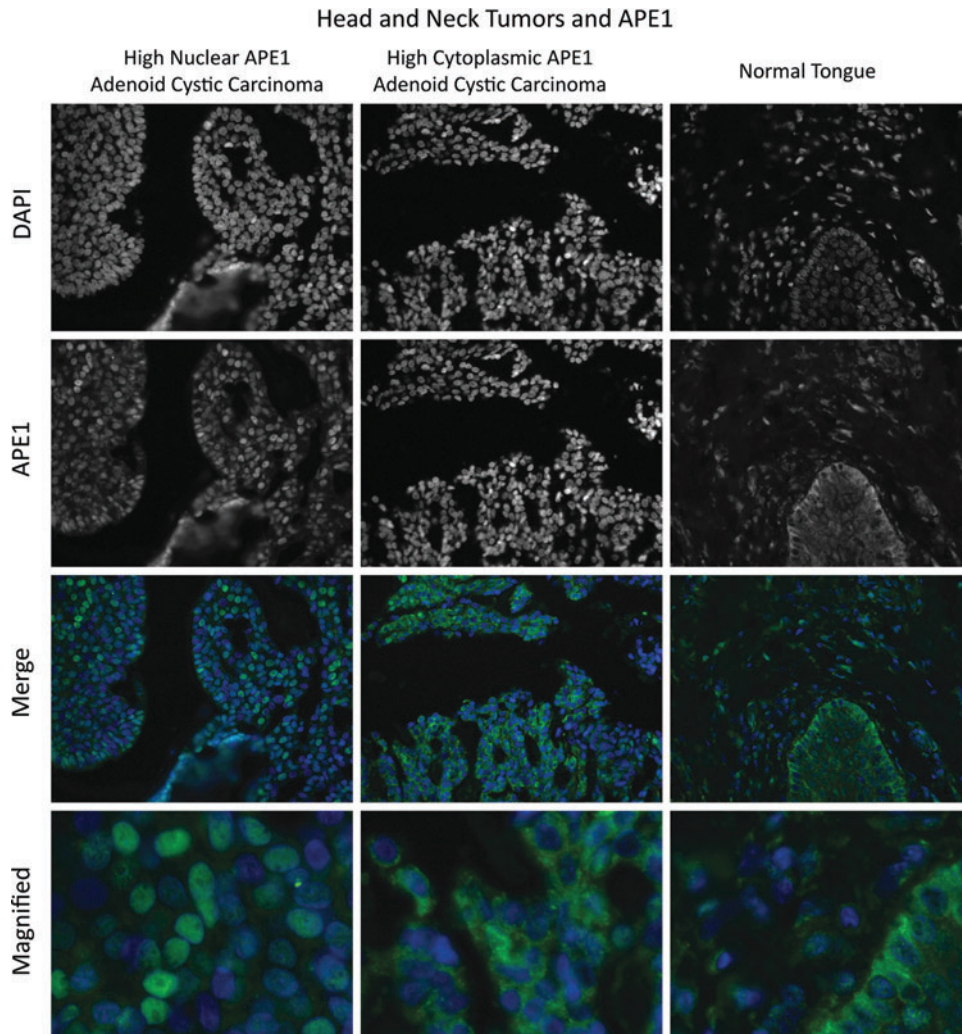 Head and Neck Tumors and APE1
High Nuclear APE1
Adenoid Cystic Carcinoma
High Cytoplasmic APE1
Adenoid Cystic Carcinoma
Normal Tongue
DAPI
APE1
Merge
Magnified